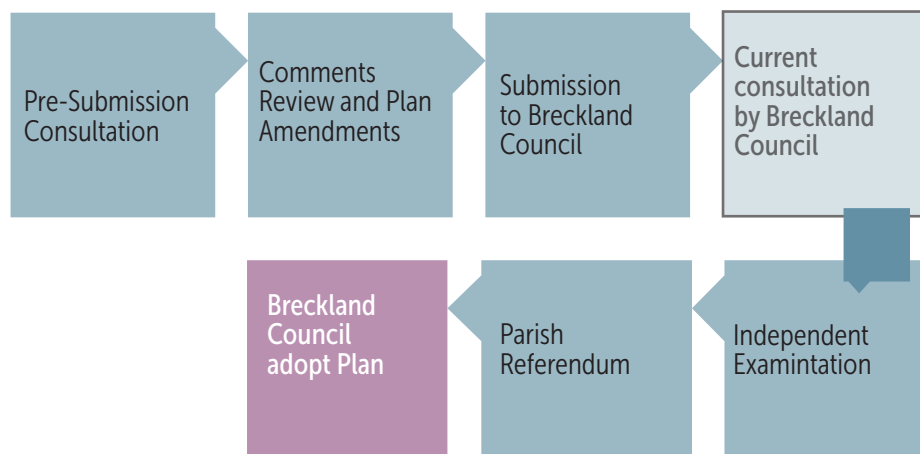 Pre-Submission
Consultation
Comments
Review and Plan
Amendments
Submission
to Breckland
Council
Current
consultation
by Breckland
Council
Independent
Examintation
Parish
Referendum
Breckland
Council
adopt Plan